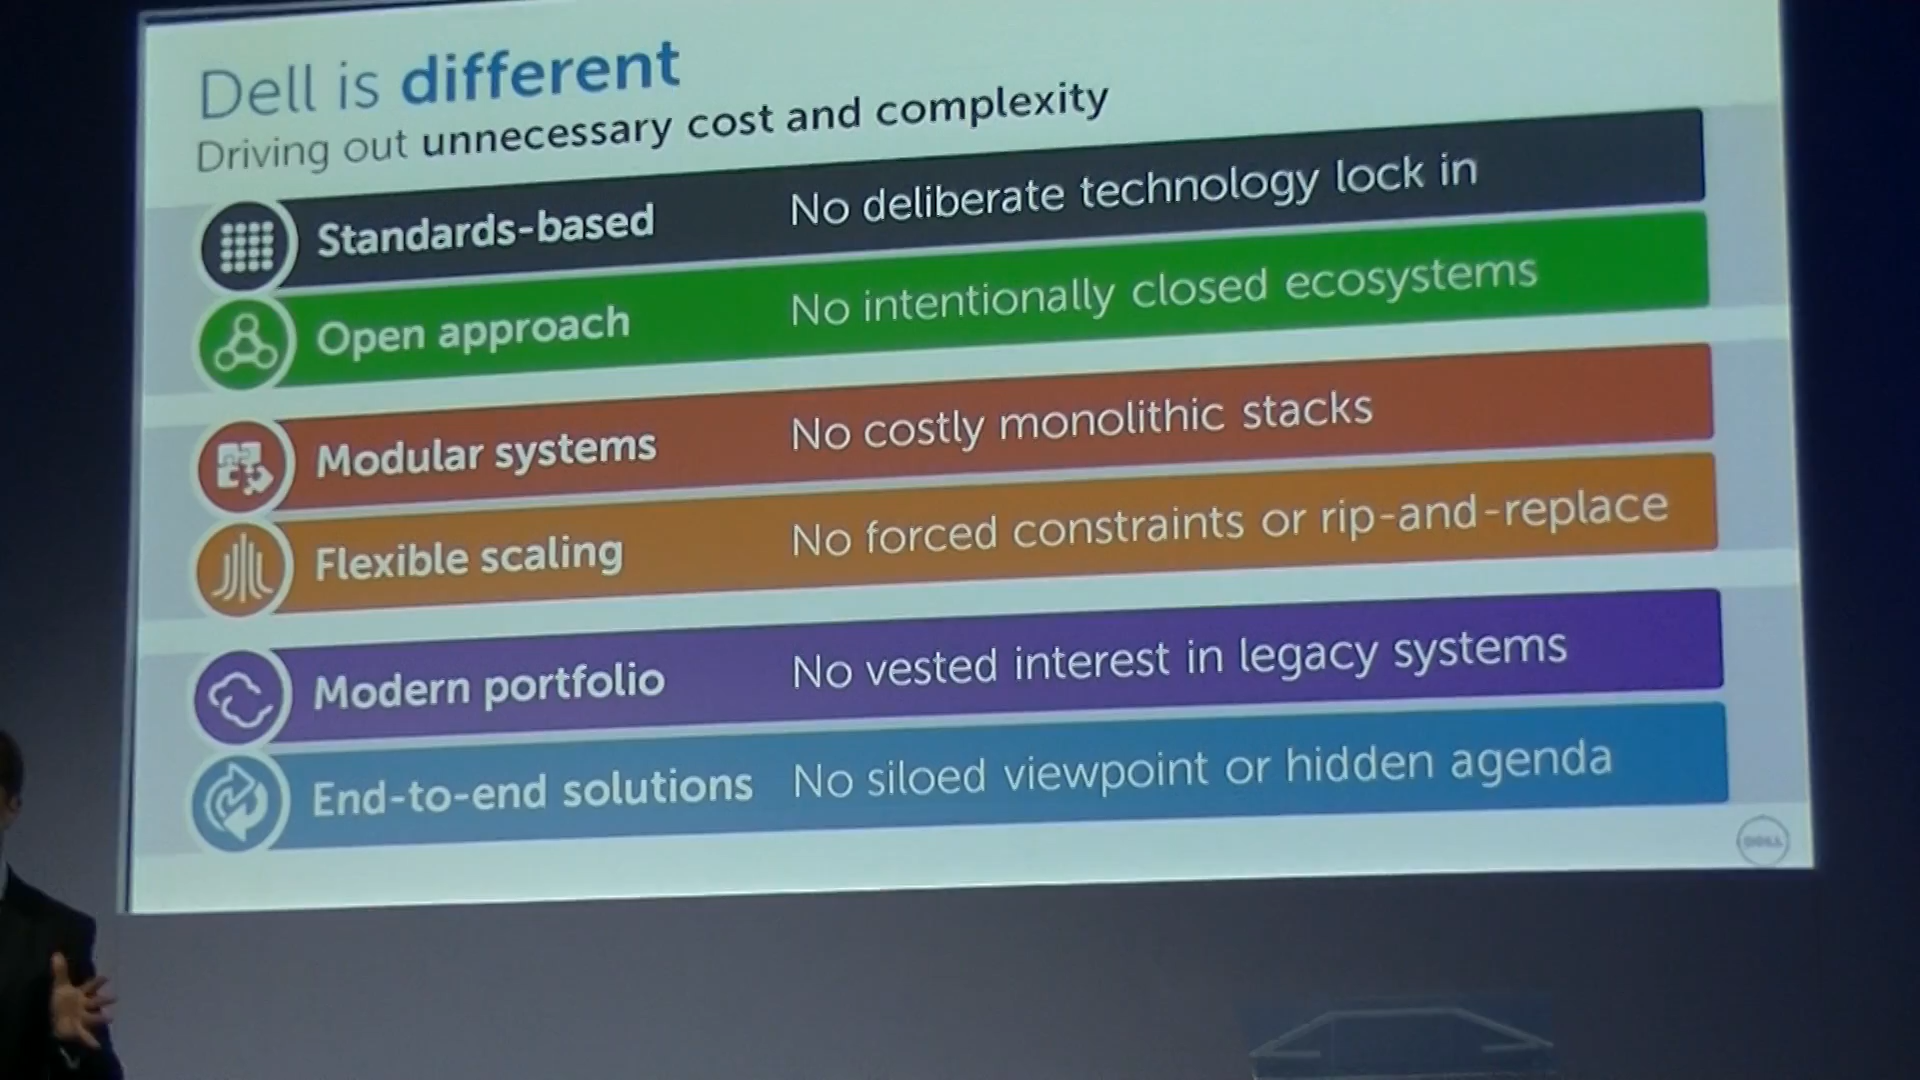 Dell is different
Driving out unnecessary cost and complexity
Standards-based No deliberate technology lock in
Open approach No intentionally closed ecosystems
Modular systems No costly monolithic stacks
Flexible scaling No forced constraints or rip-and-replace
Modern portfolio No vested interest in legacy systems
End-to-end solutions No siloed viewpoint or hidden agenda
DELL